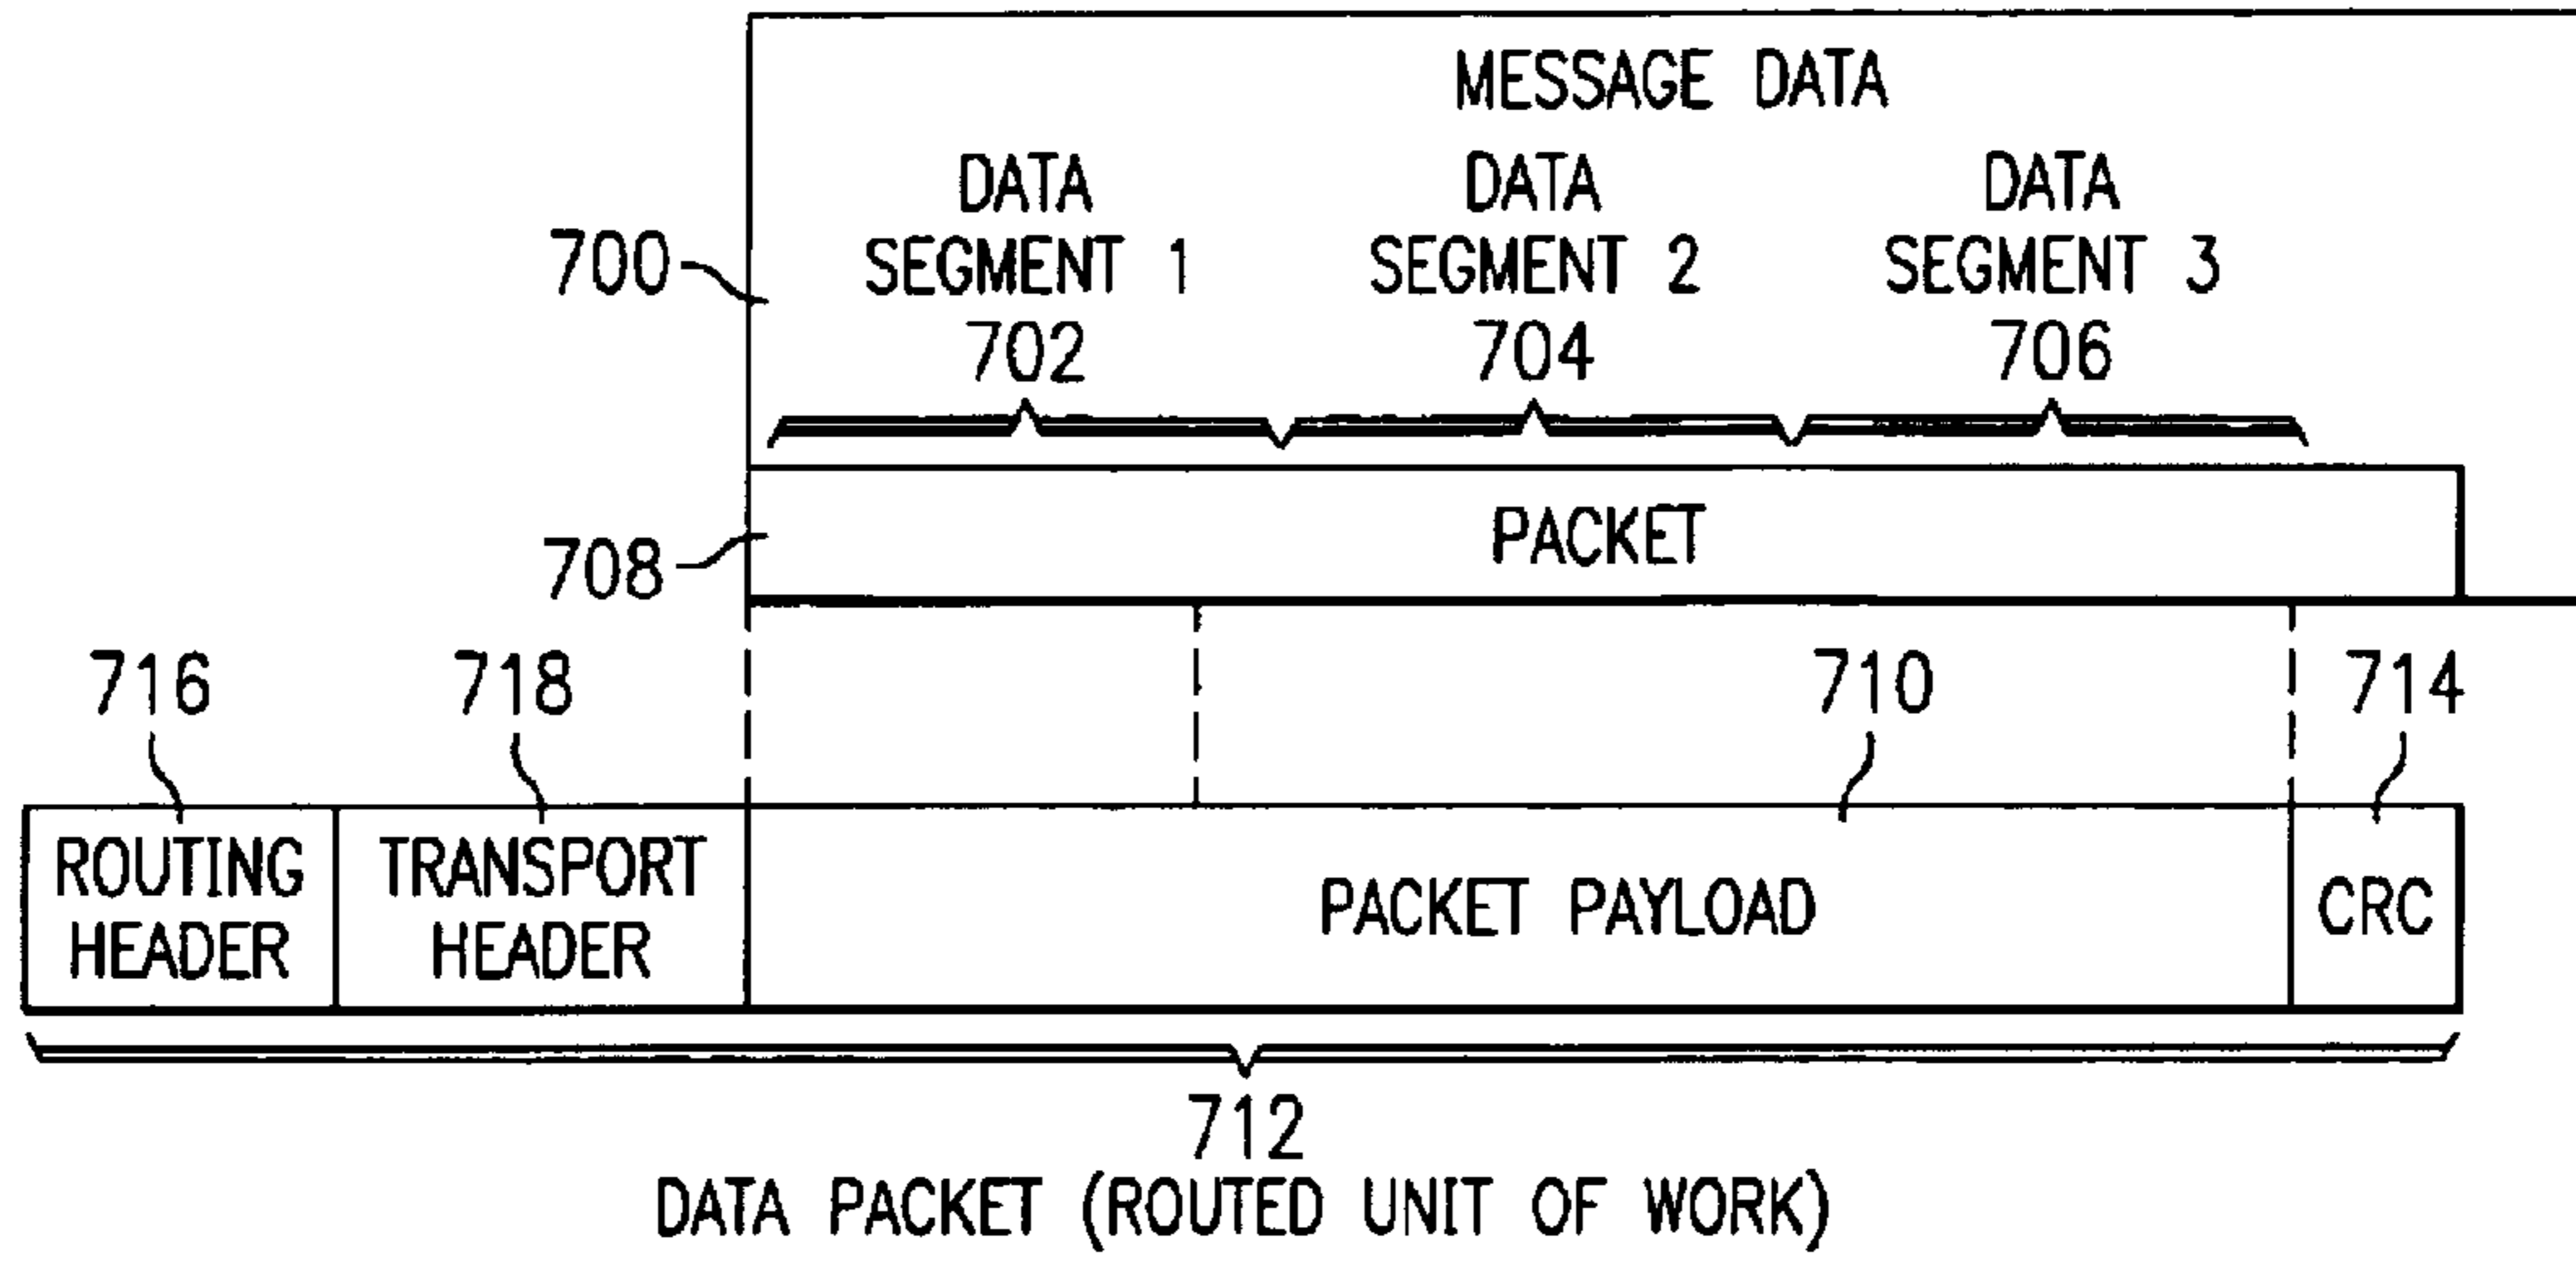 MESSAGE DATA
DATA SEGMENT 1
702
DATA SEGMENT 2
704
DATA SEGMENT 3
706
700
708
PACKET
716
718
710
714
ROUTING HEADER
TRANSPORT HEADER
PACKET PAYLOAD
CRC
712
DATA PACKET (ROUTED UNIT OF WORK)